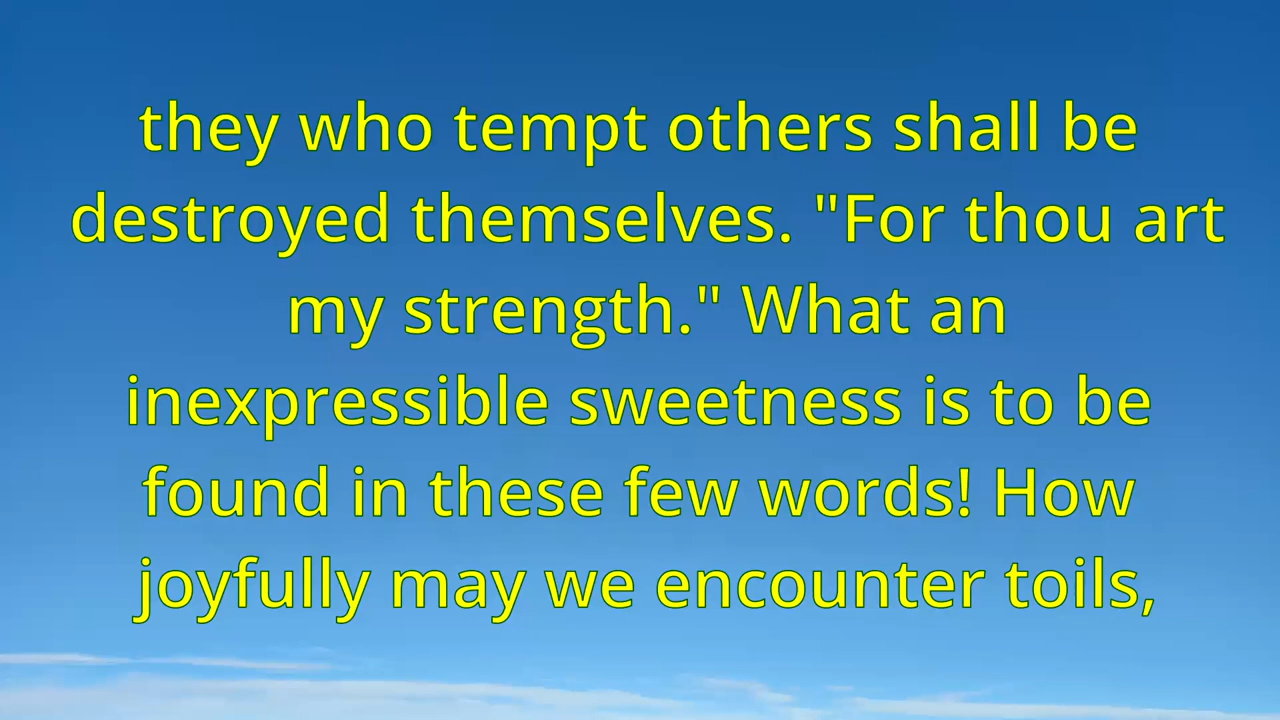 they who tempt others shall be
destroyed themselves. "For thou art
my strength." What an
inexpressible sweetness is to be
found in these few words! How
joyfully may we encounter toils,